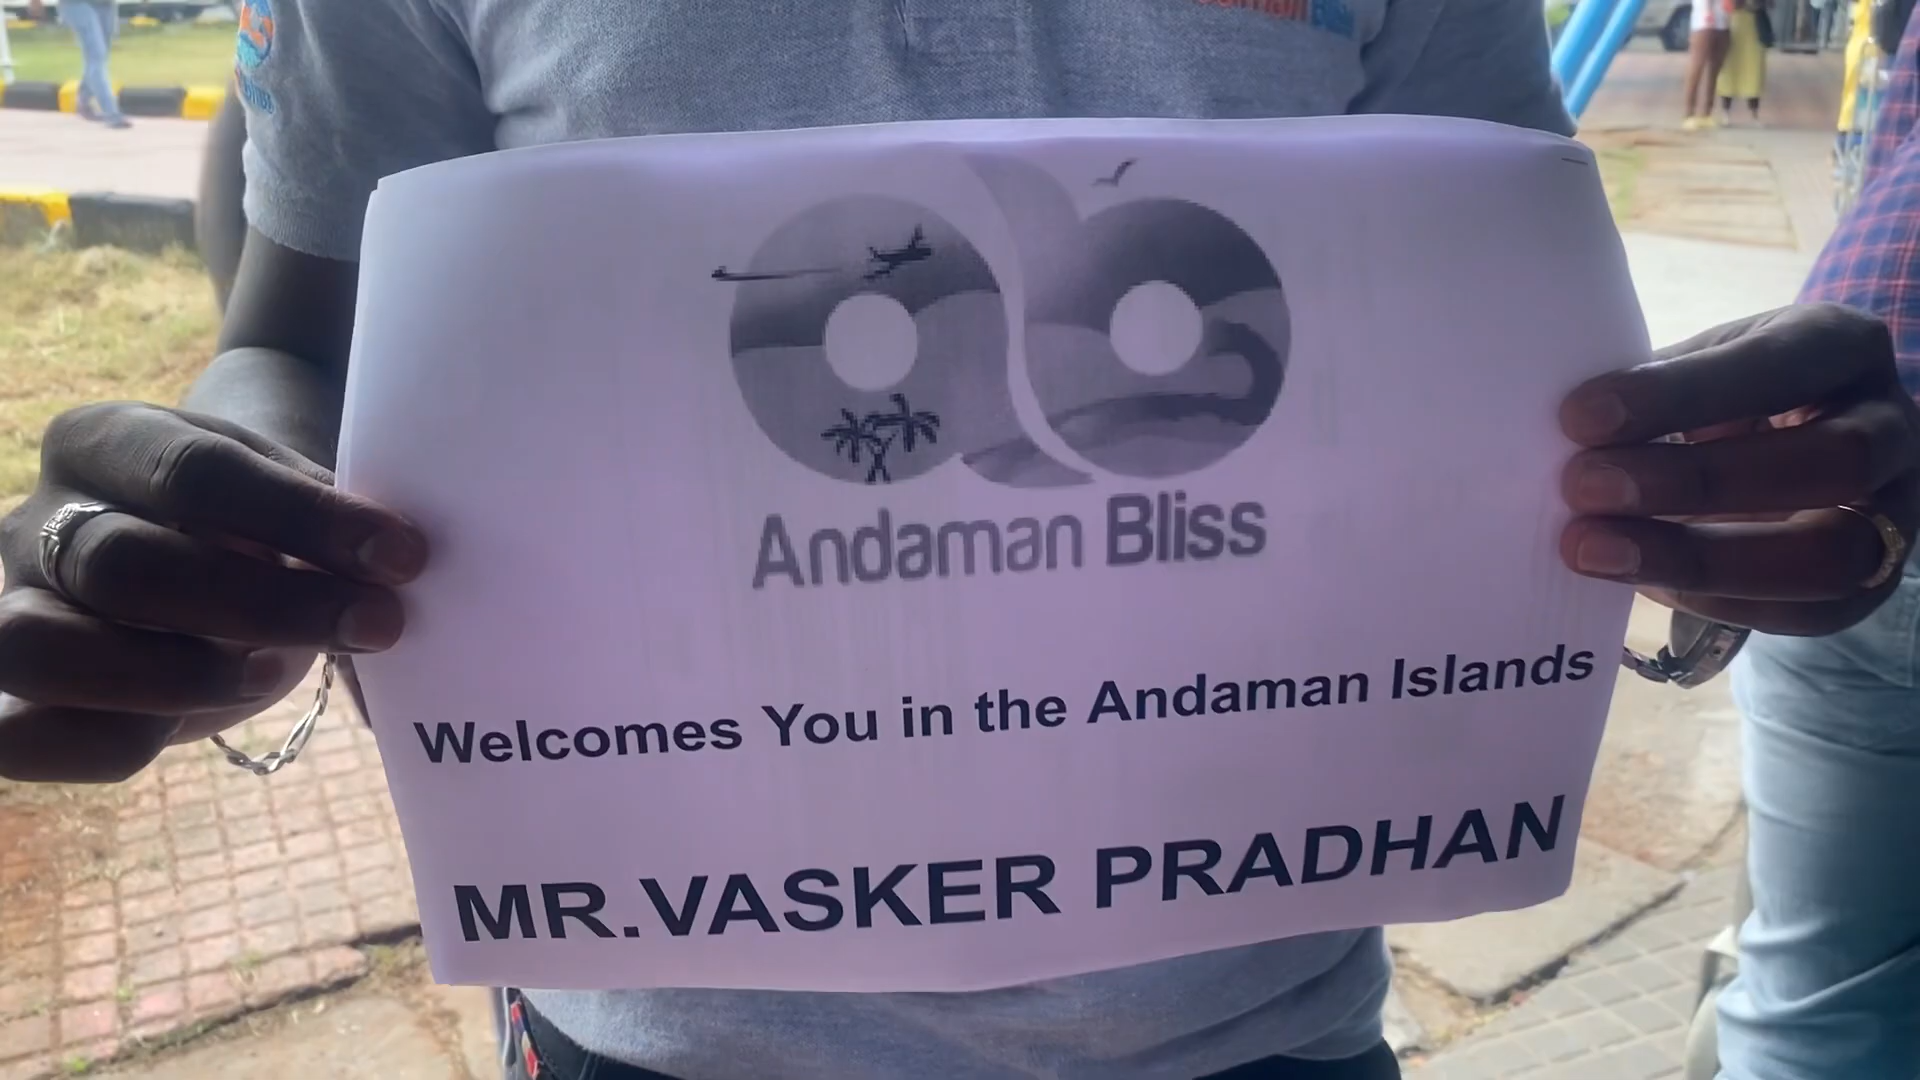 Andaman Bliss
Welcomes You in the Andaman Islands
MR.VASKER PRADHAN